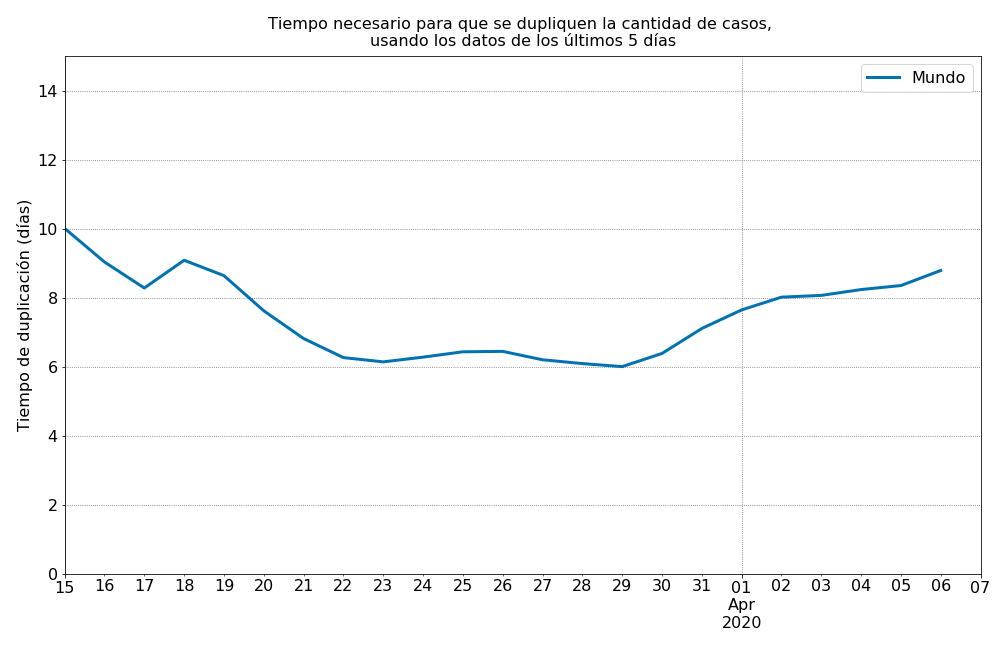 Tiempo necesario para que se dupliquen la cantidad de casos,
usando los datos de los últimos 5 días
Mundo
Tiempo de duplicación (días)
14
12
10
8
6
4
2
0
15 16 17 18 19 20 21 22 23 24 25 26 27 28 29 30 31 01 02 03 04 05 06 07
Apr
2020